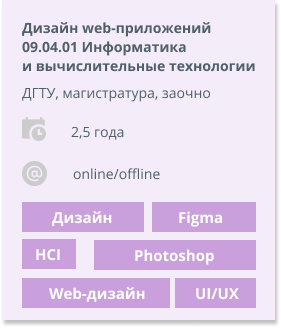 Дизайн web-приложений
09.04.01 Информатика
и вычислительные технологии
ДГТУ, магистратура, заочно
2,5 года
@ online/offline
Дизайн Figma
HCI Photoshop
Web-дизайн UI/UX